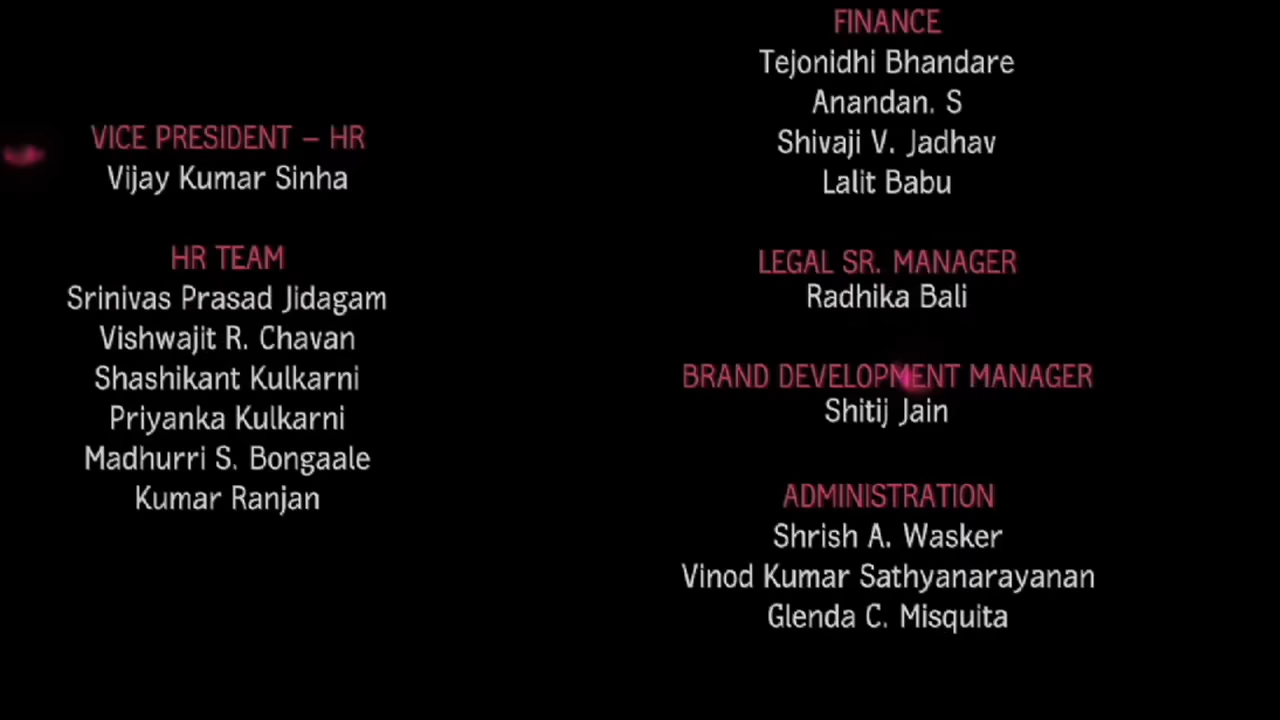 VICE PRESIDENT – HR
Vijay Kumar Sinha
HR TEAM
Srinivas Prasad Jidagam
Vishwajit R. Chavan
Shashikant Kulkarni
Priyanka Kulkarni
Madhurri S. Bongaale
Kumar Ranjan
FINANCE
Tejonidhi Bhandare
Anandan. S
Shivaji V. Jadhav
Lalit Babu
LEGAL SR. MANAGER
Radhika Bali
BRAND DEVELOPMENT MANAGER
Shitij Jain
ADMINISTRATION
Shrish A. Wasker
Vinod Kumar Sathyanarayanan
Glenda C. Misquita